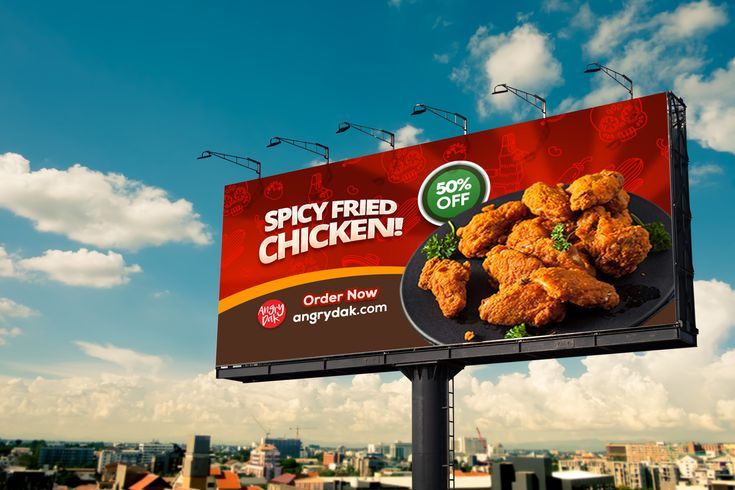 SPICY FRIED
CHICKEN!
50%
OFF
Angry
Dak
Order Now
angrydak.com